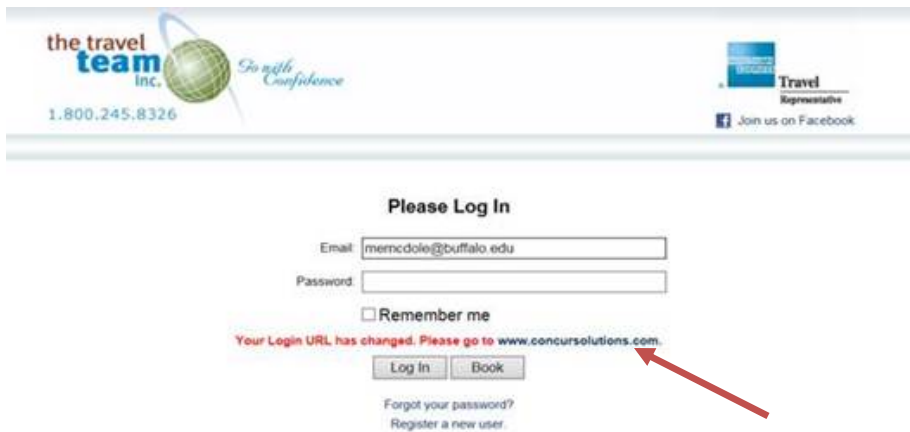 the travel
team
inc.
Go with
Confidence
1.800.245.8326
AMERICAN
EXPRESS
Travel
Representative
Join us on Facebook
Please Log In
Email: memcdole@buffalo.edu
Password:
Remember me
Your Login URL has changed. Please go to www.concursolutions.com.
Log In Book
Forgot your password?
Register a new user.